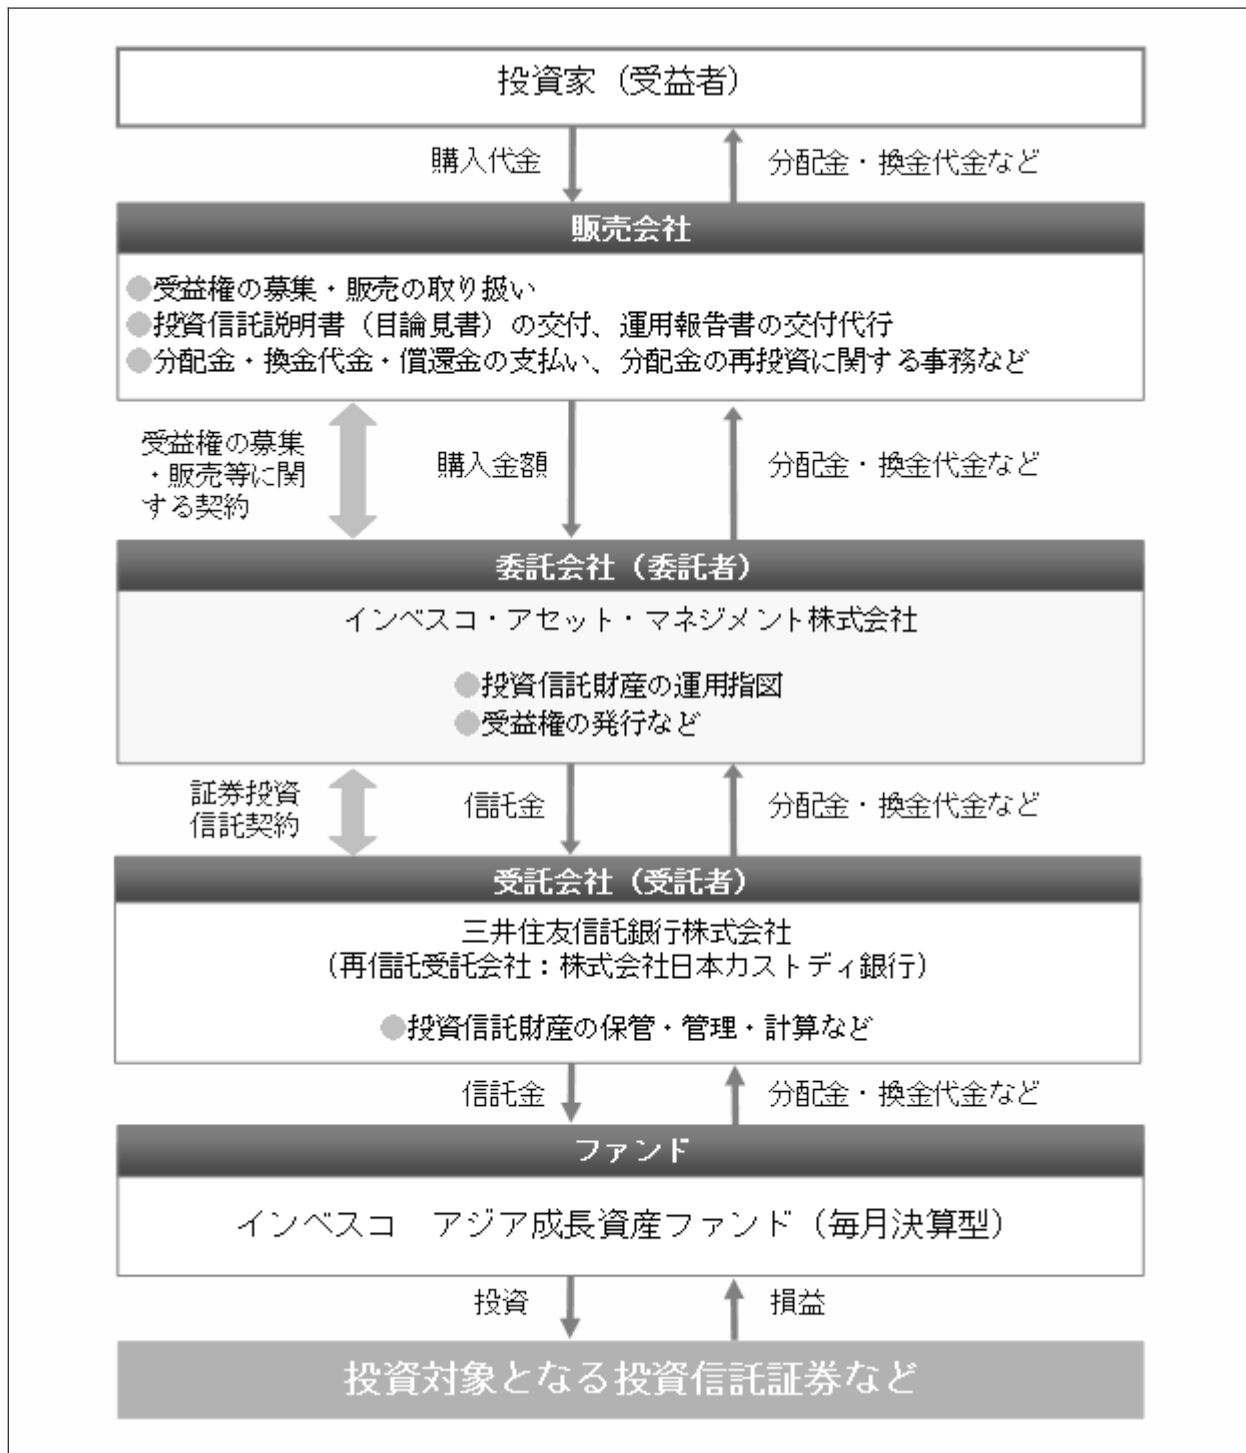 投資家（受益者）
購入代金
分配金・換金代金など
販売会社
●受益権の募集・販売の取り扱い
●投資信託説明書（目論見書）の交付、運用報告書の交付代行
●分配金・換金代金・償還金の支払い、分配金の再投資に関する事務など
受益権の募集
・販売等に関
する契約
購入金額
分配金・換金代金など
委託会社（委託者）
インベスコ・アセット・マネジメント株式会社
●投資信託財産の運用指図
●受益権の発行など
証券投資
信託契約
信託金
分配金・換金代金など
受託会社（受託者）
三井住友信託銀行株式会社
（再信託受託会社：株式会社日本カストディ銀行）
●投資信託財産の保管・管理・計算など
信託金
分配金・換金代金など
ファンド
インベスコ　アジア成長資産ファンド（毎月決算型）
投資
損益
投資対象となる投資信託証券など